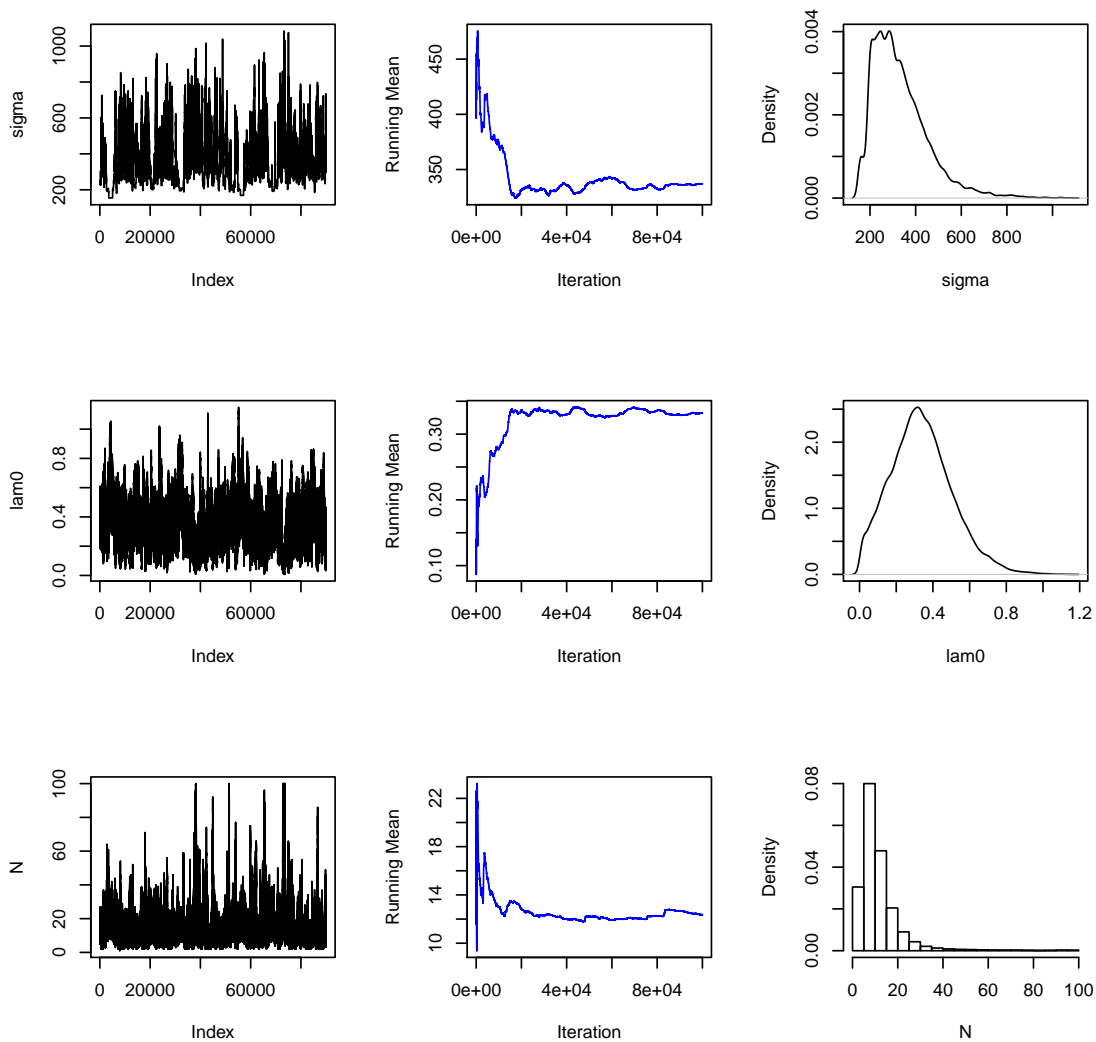 sigma
200 600 1000
0 20000 60000
Index
Running Mean
350 400 450
0e+00 4e+04 8e+04
Iteration
Density
0.000 0.002 0.004
200 400 600 800
sigma
lam0
0.0 0.4 0.8
0 20000 60000
Index
Running Mean
0.10 0.20 0.30
0e+00 4e+04 8e+04
Iteration
Density
0.0 1.0 2.0
0.0 0.4 0.8 1.2
lam0
N
0 20 60 100
0 20000 60000
Index
Running Mean
10 14 18 22
0e+00 4e+04 8e+04
Iteration
Density
0.00 0.04 0.08
0 20 40 60 80 100
N